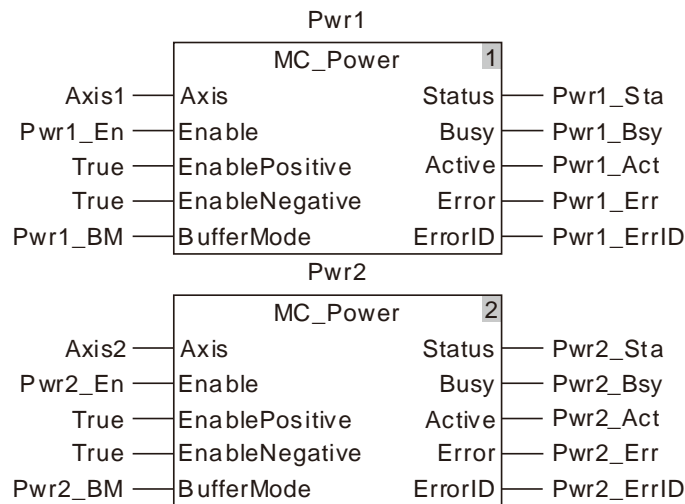 Pwr1
MC_Power 1
Axis1 Axis Status Pwr1_Sta
Pwr1_En Enable Busy Pwr1_Bsy
True EnablePositive Active Pwr1_Act
True EnableNegative Error Pwr1_Err
Pwr1_BM BufferMode ErrorID Pwr1_ErrID
Pwr2
MC_Power 2
Axis2 Axis Status Pwr2_Sta
Pwr2_En Enable Busy Pwr2_Bsy
True EnablePositive Active Pwr2_Act
True EnableNegative Error Pwr2_Err
Pwr2_BM BufferMode ErrorID Pwr2_ErrID